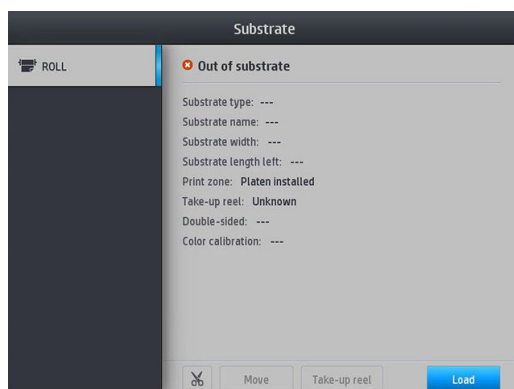 Substrate
ROLL
Out of substrate
Substrate type: ---
Substrate name: ---
Substrate width: ---
Substrate length left: ---
Print zone: Platen installed
Take-up reel: Unknown
Double-sided: ---
Color calibration: ---
Move
Take-up reel
Load